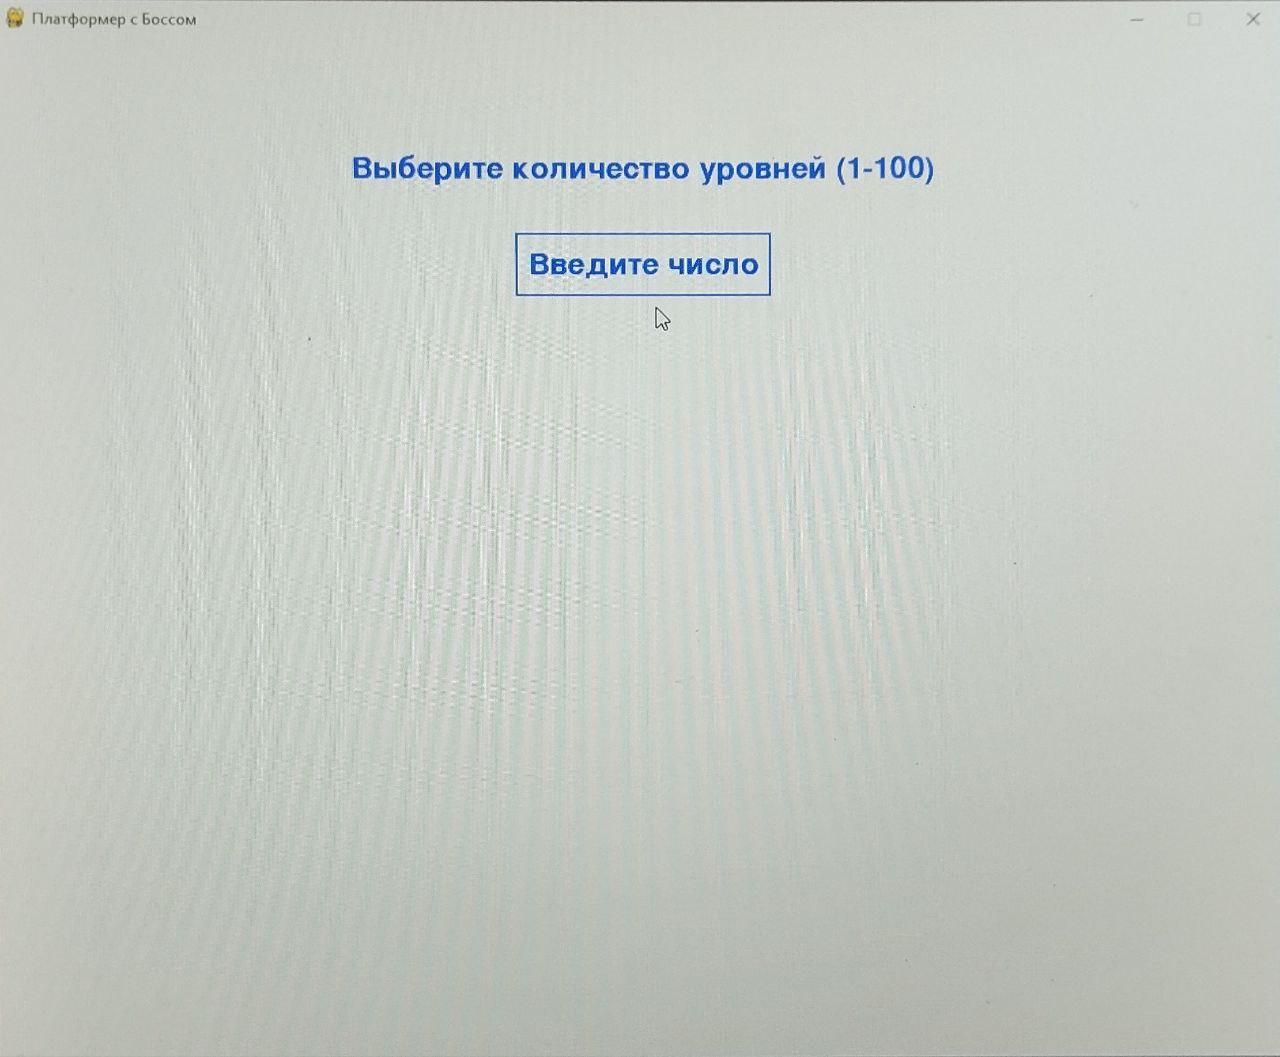 Платформер с Боссом
Выберите количество уровней (1-100)
Введите число